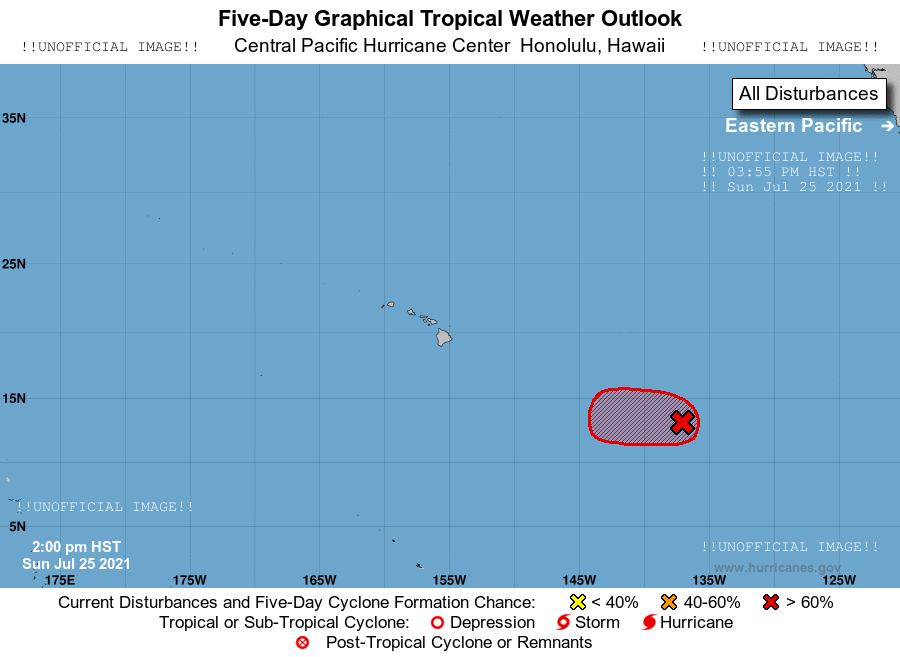 Five-Day Graphical Tropical Weather Outlook
!!UNOFFICIAL IMAGE!! Central Pacific Hurricane Center Honolulu, Hawaii !!UNOFFICIAL IMAGE!!
All Disturbances
35N
Eastern Pacific →
!!UNOFFICIAL IMAGE!!
!! 03:55 PM HST !!
!! Sun Jul 25 2021 !!
25N
15N
!!UNOFFICIAL IMAGE!!
5N
2:00 pm HST
!!UNOFFICIAL IMAGE!!
Sun Jul 25 2021
www.hurricanes.gov
175E 175W 165W 155W 145W 135W 125W
Current Disturbances and Five-Day Cyclone Formation Chance: < 40% 40-60% > 60%
Tropical or Sub-Tropical Cyclone: Depression Storm Hurricane
Post-Tropical Cyclone or Remnants